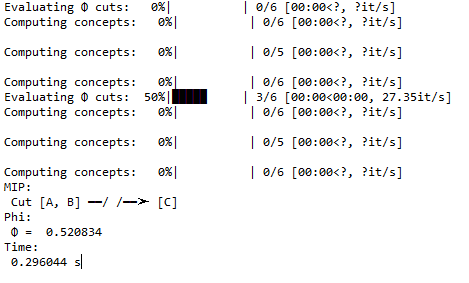 Evaluating Φ cuts:   0%|          | 0/6 [00:00<?, ?it/s]
Computing concepts:   0%|          | 0/6 [00:00<?, ?it/s]
Computing concepts:   0%|          | 0/5 [00:00<?, ?it/s]
Computing concepts:   0%|          | 0/6 [00:00<?, ?it/s]
Evaluating Φ cuts:  50%|█████     | 3/6 [00:00<00:00, 27.35it/s]
Computing concepts:   0%|          | 0/6 [00:00<?, ?it/s]
Computing concepts:   0%|          | 0/5 [00:00<?, ?it/s]
Computing concepts:   0%|          | 0/6 [00:00<?, ?it/s]
MIP:
Cut [A, B] ━━/ /━━➤ [C]
Phi:
Φ =  0.520834
Time:
0.296044 s